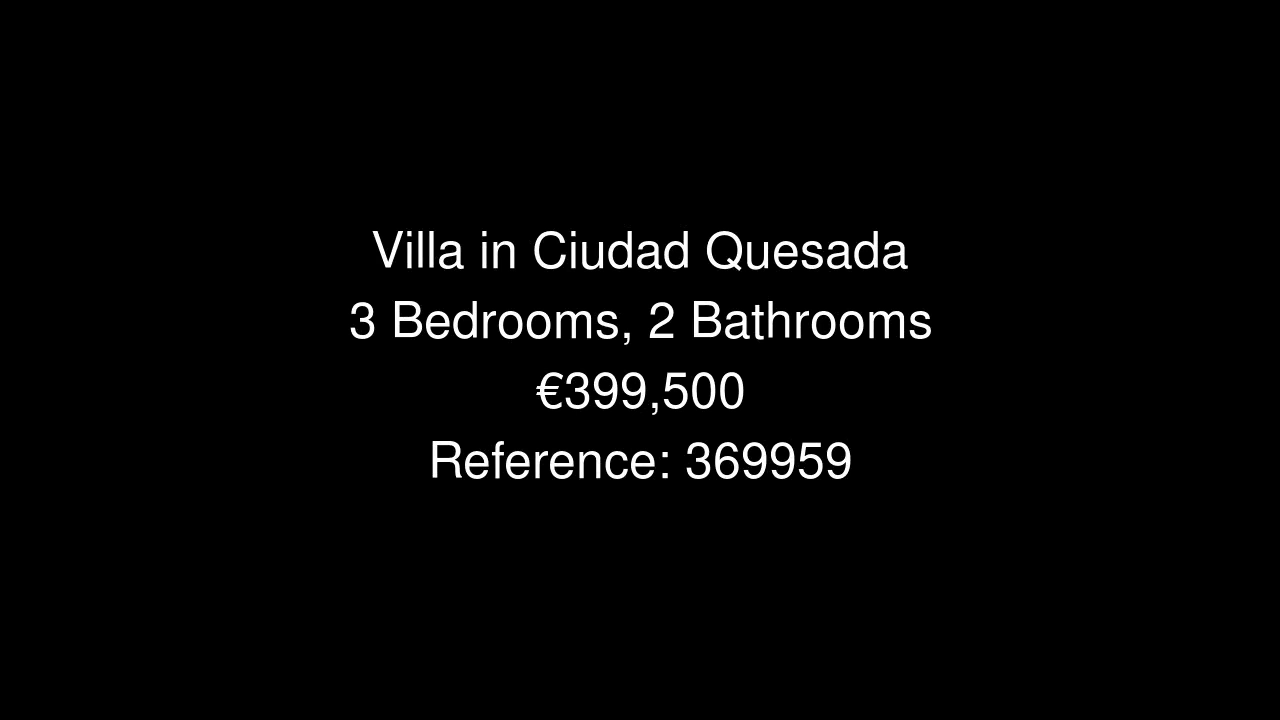 Villa in Ciudad Quesada
3 Bedrooms, 2 Bathrooms
€399,500
Reference: 369959